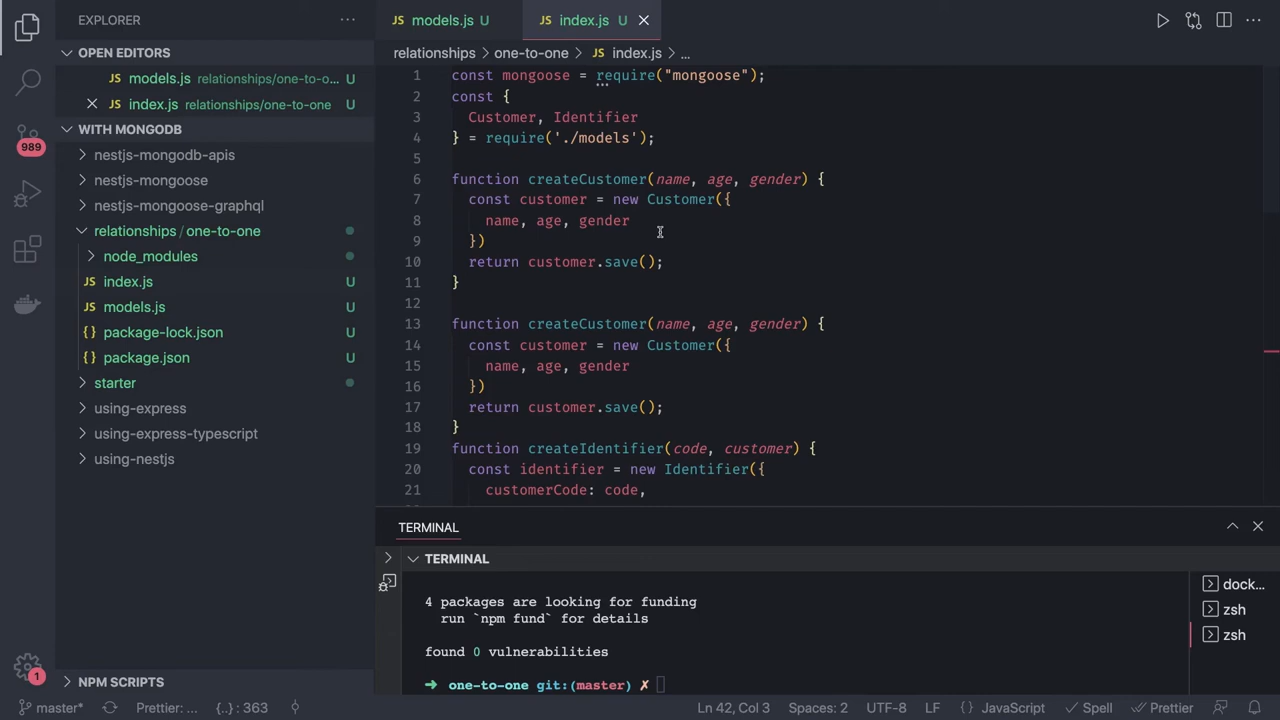 EXPLORER
OPEN EDITORS
JS models.js relationships/one-to-o... U
JS index.js relationships/one-to-one U
WITH MONGODB
nestjs-mongodb-apis
nestjs-mongoose
nestjs-mongoose-graphql
relationships / one-to-one
node_modules
JS index.js U
JS models.js U
{} package-lock.json U
{} package.json U
starter
using-express
using-express-typescript
using-nestjs
NPM SCRIPTS
989
1
JS models.js U
JS index.js U
relationships > one-to-one > JS index.js > ...
1 const mongoose = require("mongoose");
2 const {
3 Customer, Identifier
4 } = require('./models');
5
6 function createCustomer(name, age, gender) {
7 const customer = new Customer({
8 name, age, gender
9 })
10 return customer.save();
11 }
12
13 function createCustomer(name, age, gender) {
14 const customer = new Customer({
15 name, age, gender
16 })
17 return customer.save();
18 }
19 function createIdentifier(code, customer) {
20 const identifier = new Identifier({
21 customerCode: code,
TERMINAL
TERMINAL
4 packages are looking for funding
run `npm fund` for details
found 0 vulnerabilities
➜ one-to-one git:(master) ✗
dock...
zsh
zsh
master* Prettier: ... {..} : 363 Ln 42, Col 3 Spaces: 2 UTF-8 LF {} JavaScript Spell Prettier